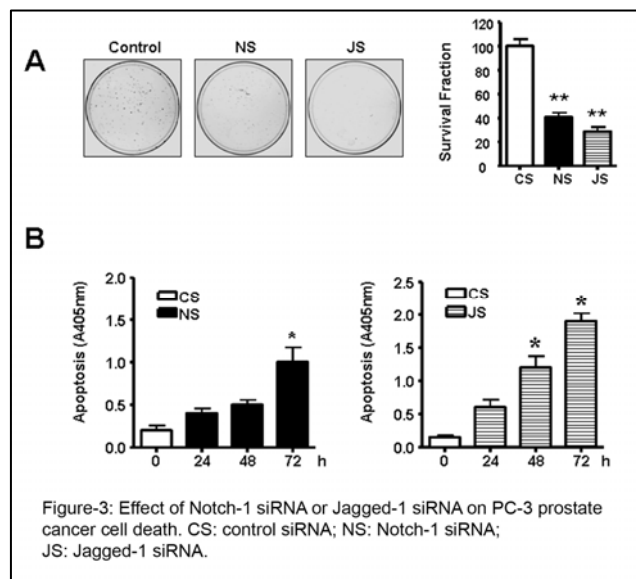 A
Control
NS
JS
Survival Fraction
120
100
80
60
40
20
0
**
**
CS NS JS
B
Apoptosis (A405nm)
2.0
1.5
1.0
0.5
0.0
CS
NS
*
0 24 48 72 h
Apoptosis (A405nm)
2.5
2.0
1.5
1.0
0.5
0.0
CS
JS
*
*
0 24 48 72 h
Figure-3: Effect of Notch-1 siRNA or Jagged-1 siRNA on PC-3 prostate
cancer cell death. CS: control siRNA; NS: Notch-1 siRNA;
JS: Jagged-1 siRNA.